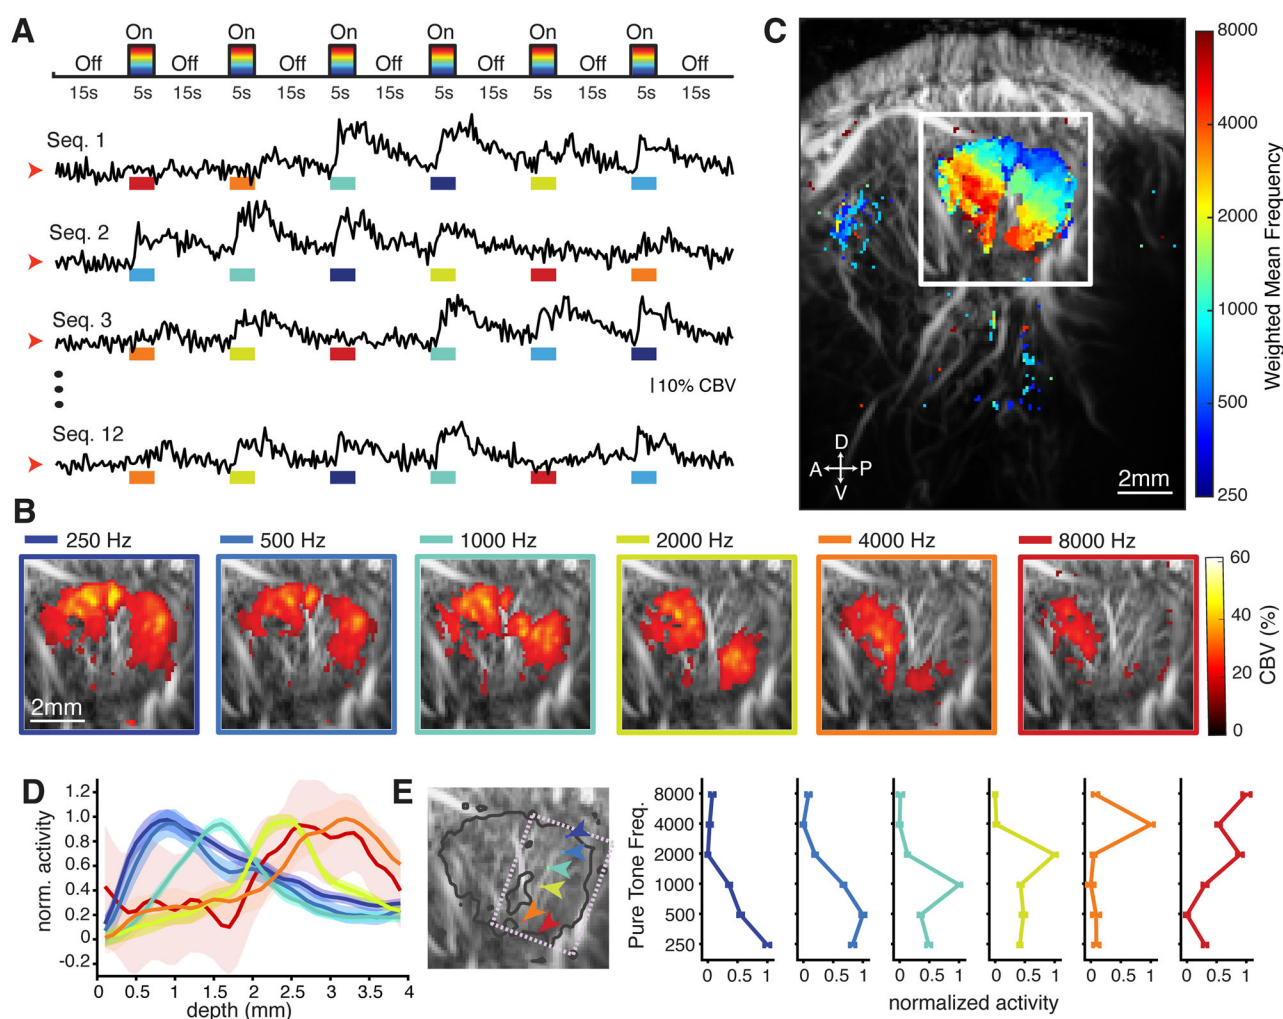 A
On On On On On On
Off Off Off Off Off Off Off
15s 5s 15s 5s 15s 5s 15s 5s 15s 5s 15s 5s 15s
Seq. 1
Seq. 2
Seq. 3
10% CBV
Seq. 12
B
250 Hz 500 Hz 1000 Hz 2000 Hz 4000 Hz 8000 Hz
2mm
60
40
20
0
CBV (%)
C
D
A P
V
2mm
8000
4000
2000
1000
500
250
Weighted Mean Frequency
D
norm. activity
1.2
1.0
0.8
0.6
0.4
0.2
0
-0.2
0 0.5 1 1.5 2 2.5 3 3.5 4
depth (mm)
E
Pure Tone Freq.
8000
4000
2000
1000
500
250
0 0.5 1 0 0.5 1 0 0.5 1 0 0.5 1 0 0.5 1 0 0.5 1
normalized activity